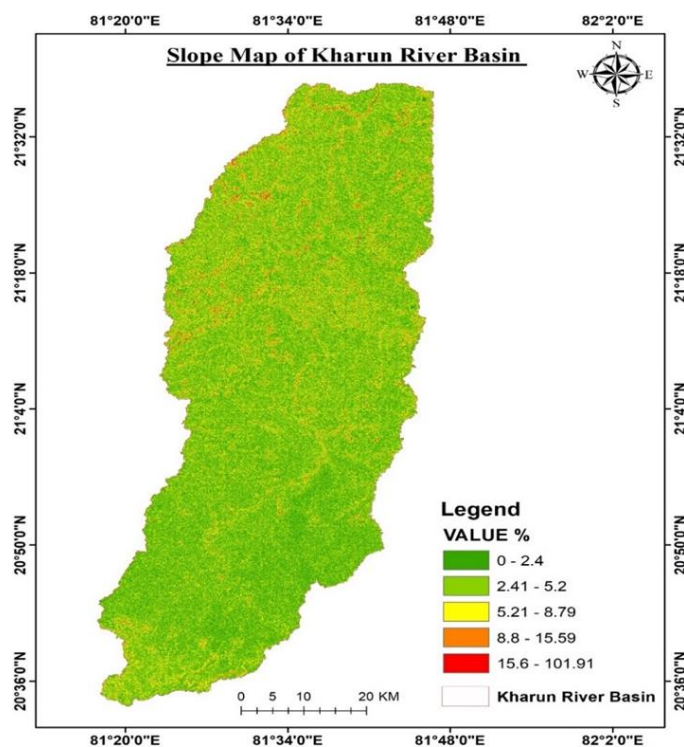 81°20'0"E 81°34'0"E 81°48'0"E 82°2'0"E
Slope Map of Kharun River Basin
N
W E
S
21°32'0"N 21°32'0"N
21°18'0"N 21°18'0"N
21°4'0"N 21°4'0"N
Legend
VALUE %
20°50'0"N 20°50'0"N
0 - 2.4
2.41 - 5.2
5.21 - 8.79
8.8 - 15.59
15.6 - 101.91
20°36'0"N 20°36'0"N
Kharun River Basin
0 5 10 20 KM
81°20'0"E 81°34'0"E 81°48'0"E 82°2'0"E